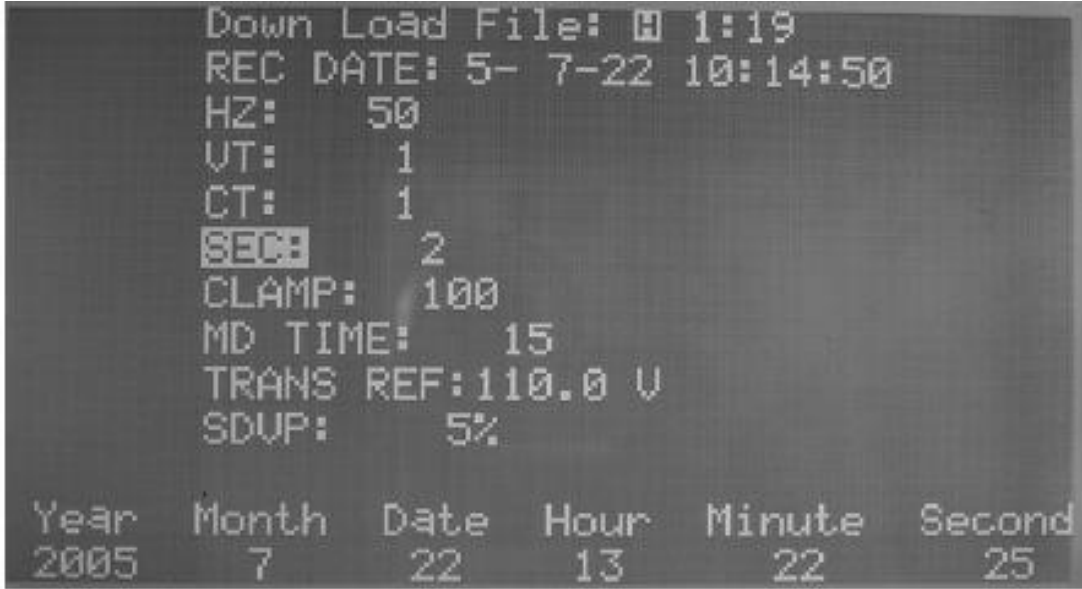 Down Load File: H 1:19
REC DATE: 5- 7-22 10:14:50
HZ: 50
VT: 1
CT: 1
SEC: 2
CLAMP: 100
MD TIME: 15
TRANS REF:110.0 V
SDVP: 5%
Year Month Date Hour Minute Second
2005 7 22 13 22 25